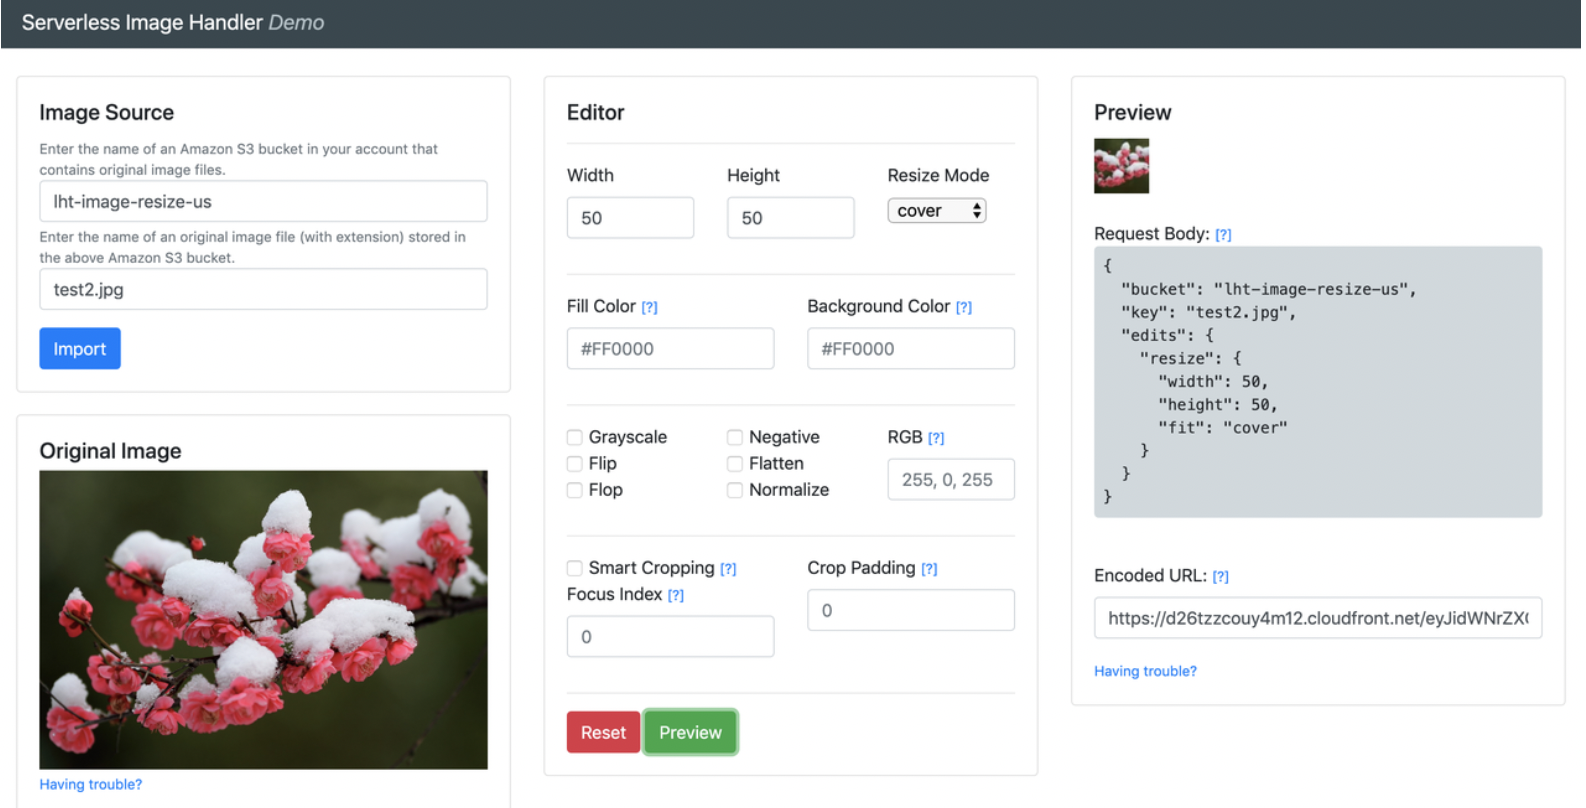 Serverless Image Handler Demo
Image Source
Enter the name of an Amazon S3 bucket in your account that
contains original image files.
lht-image-resize-us
Enter the name of an original image file (with extension) stored in
the above Amazon S3 bucket.
test2.jpg
Import
Original Image
Having trouble?
Editor
Width Height Resize Mode
50 50 cover
Fill Color [?] Background Color [?]
#FF0000 #FF0000
Grayscale Negative RGB [?]
Flip Flatten
255, 0, 255
Flop Normalize
Smart Cropping [?] Crop Padding [?]
Focus Index [?]
0
0
Reset Preview
Preview
Request Body: [?]
{
"bucket": "lht-image-resize-us",
"key": "test2.jpg",
"edits": {
"resize": {
"width": 50,
"height": 50,
"fit": "cover"
}
}
}
Encoded URL: [?]
https://d26tzzcouy4m12.cloudfront.net/eyJidWNrZX
Having trouble?